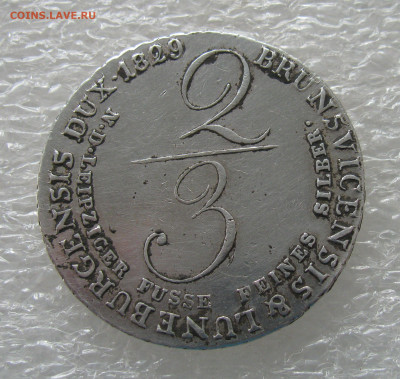 COINS.LAVE.RU
BRUNSVICENSIS & LUNEBURGENSIS DUX · 1829
N. D. LEIPZIGER FUSSE FEINES SILBER.
2
3